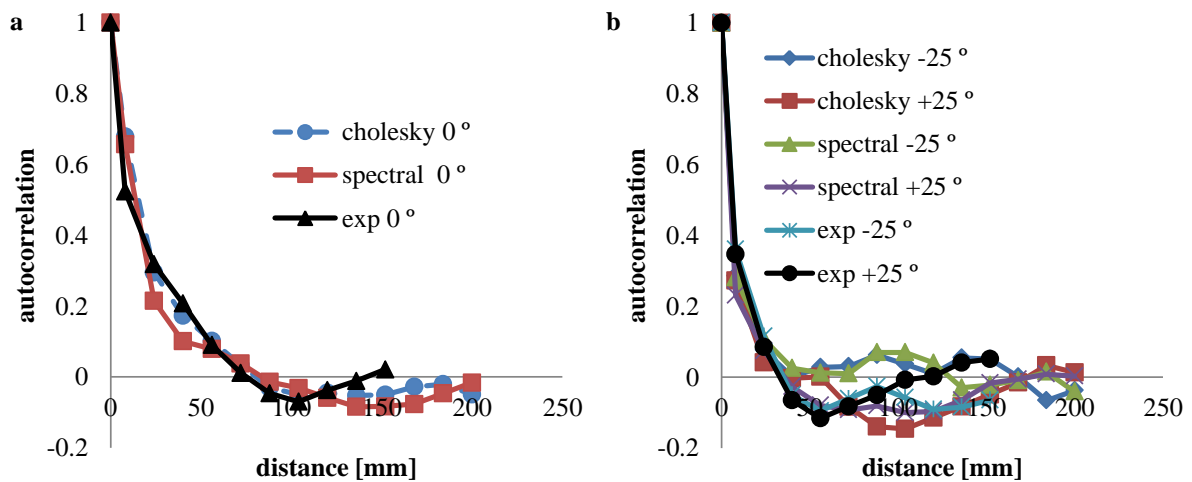 a
1
0.8
0.6
0.4
0.2
0
-0.2
autocorrelation
cholesky 0 º
spectral 0 º
exp 0 º
0 50 100 150 200 250
distance [mm]
b
1
0.8
0.6
0.4
0.2
0
-0.2
autocorrelation
cholesky -25 º
cholesky +25 º
spectral -25 º
spectral +25 º
exp -25 º
exp +25 º
0 50 100 150 200 250
distance [mm]